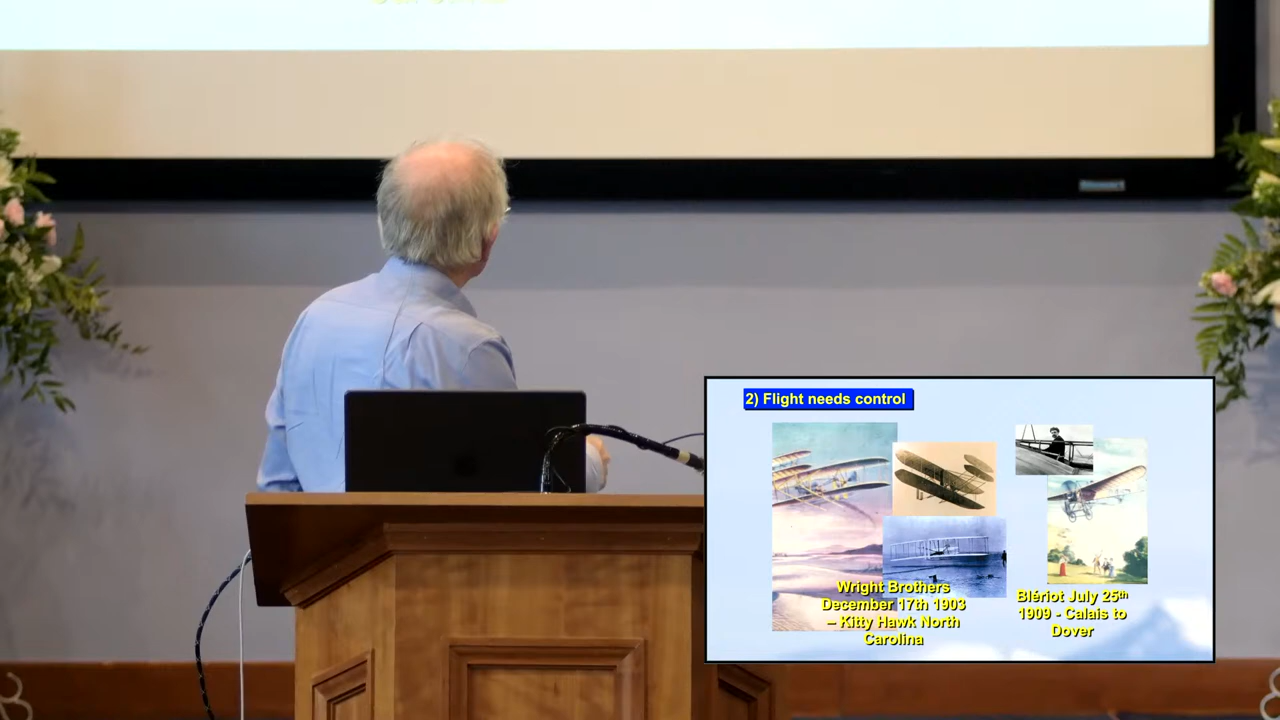 2) Flight needs control
Wright Brothers
December 17th 1903
– Kitty Hawk North
Carolina
Blériot July 25th
1909 - Calais to
Dover